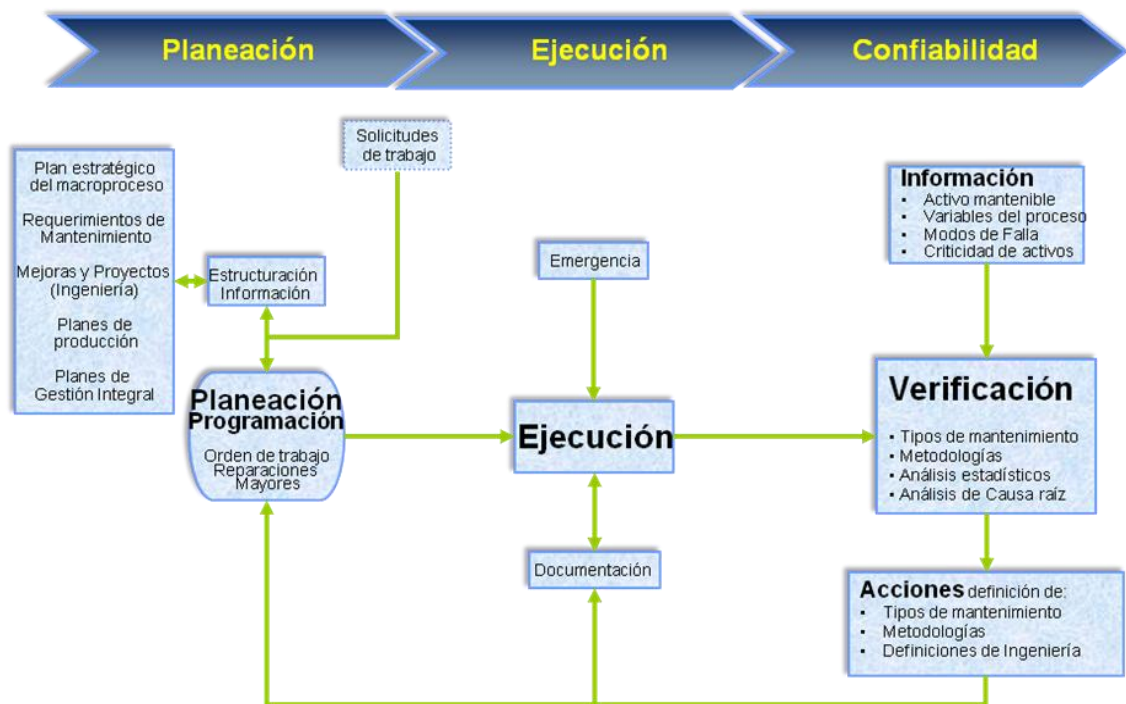 Planeación
Ejecución
Confiabilidad
Solicitudes
de trabajo
Plan estratégico
del macroproceso
Requerimientos de
Mantenimiento
Mejoras y Proyectos
(Ingeniería)
Planes de
producción
Planes de
Gestión Integral
Estructuración
Información
Planeación
Programación
Orden de trabajo
Reparaciones
Mayores
Emergencia
Ejecución
Documentación
Información
• Activo mantenible
• Variables del proceso
• Modos de Falla
• Criticidad de activos
Verificación
• Tipos de mantenimiento
• Metodologías
• Análisis estadísticos
• Análisis de Causa raíz
Acciones definición de:
• Tipos de mantenimiento
• Metodologías
• Definiciones de Ingeniería